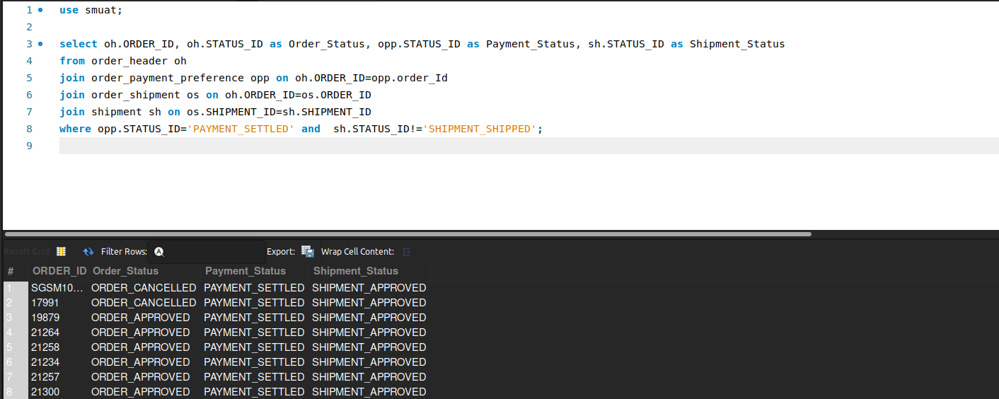 1 use smuat;
2
3 select oh.ORDER_ID, oh.STATUS_ID as Order_Status, opp.STATUS_ID as Payment_Status, sh.STATUS_ID as Shipment_Status
4 from order_header oh
5 join order_payment_preference opp on oh.ORDER_ID=opp.order_Id
6 join order_shipment os on oh.ORDER_ID=os.ORDER_ID
7 join shipment sh on os.SHIPMENT_ID=sh.SHIPMENT_ID
8 where opp.STATUS_ID='PAYMENT_SETTLED' and  sh.STATUS_ID!='SHIPMENT_SHIPPED';
9
Result Grid Filter Rows: Export: Wrap Cell Content:
# ORDER_ID Order_Status Payment_Status Shipment_Status
1 SGSM10... ORDER_CANCELLED PAYMENT_SETTLED SHIPMENT_APPROVED
2 17991 ORDER_CANCELLED PAYMENT_SETTLED SHIPMENT_APPROVED
3 19879 ORDER_APPROVED PAYMENT_SETTLED SHIPMENT_APPROVED
4 21264 ORDER_APPROVED PAYMENT_SETTLED SHIPMENT_APPROVED
5 21258 ORDER_APPROVED PAYMENT_SETTLED SHIPMENT_APPROVED
6 21234 ORDER_APPROVED PAYMENT_SETTLED SHIPMENT_APPROVED
7 21257 ORDER_APPROVED PAYMENT_SETTLED SHIPMENT_APPROVED
8 21300 ORDER_APPROVED PAYMENT_SETTLED SHIPMENT_APPROVED